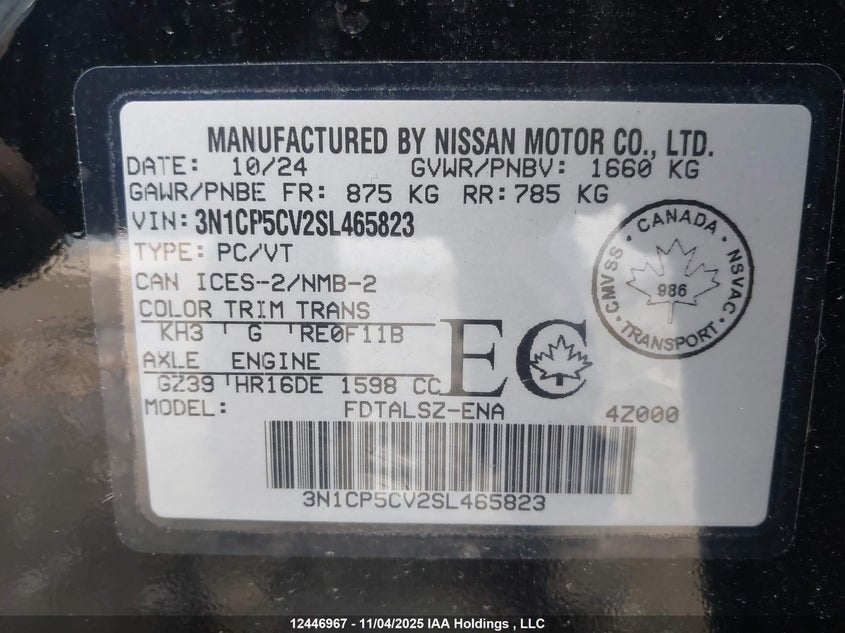 MANUFACTURED BY NISSAN MOTOR CO., LTD.
DATE: 10/24 GVWR/PNBV: 1660 KG
GAWR/PNBE FR: 875 KG RR: 785 KG
VIN: 3N1CP5CV2SL465823
TYPE: PC/VT
CAN ICES-2/NMB-2
COLOR TRIM TRANS
KH3 G RE0F11B
AXLE ENGINE
GZ39 HR16DE 1598 CC
MODEL: FDTALSZ-ENA 4Z000
EC
CANADA
CMVSS NSVAC
986
TRANSPORT
3N1CP5CV2SL465823
12446967 - 11/04/2025 IAA Holdings , LLC